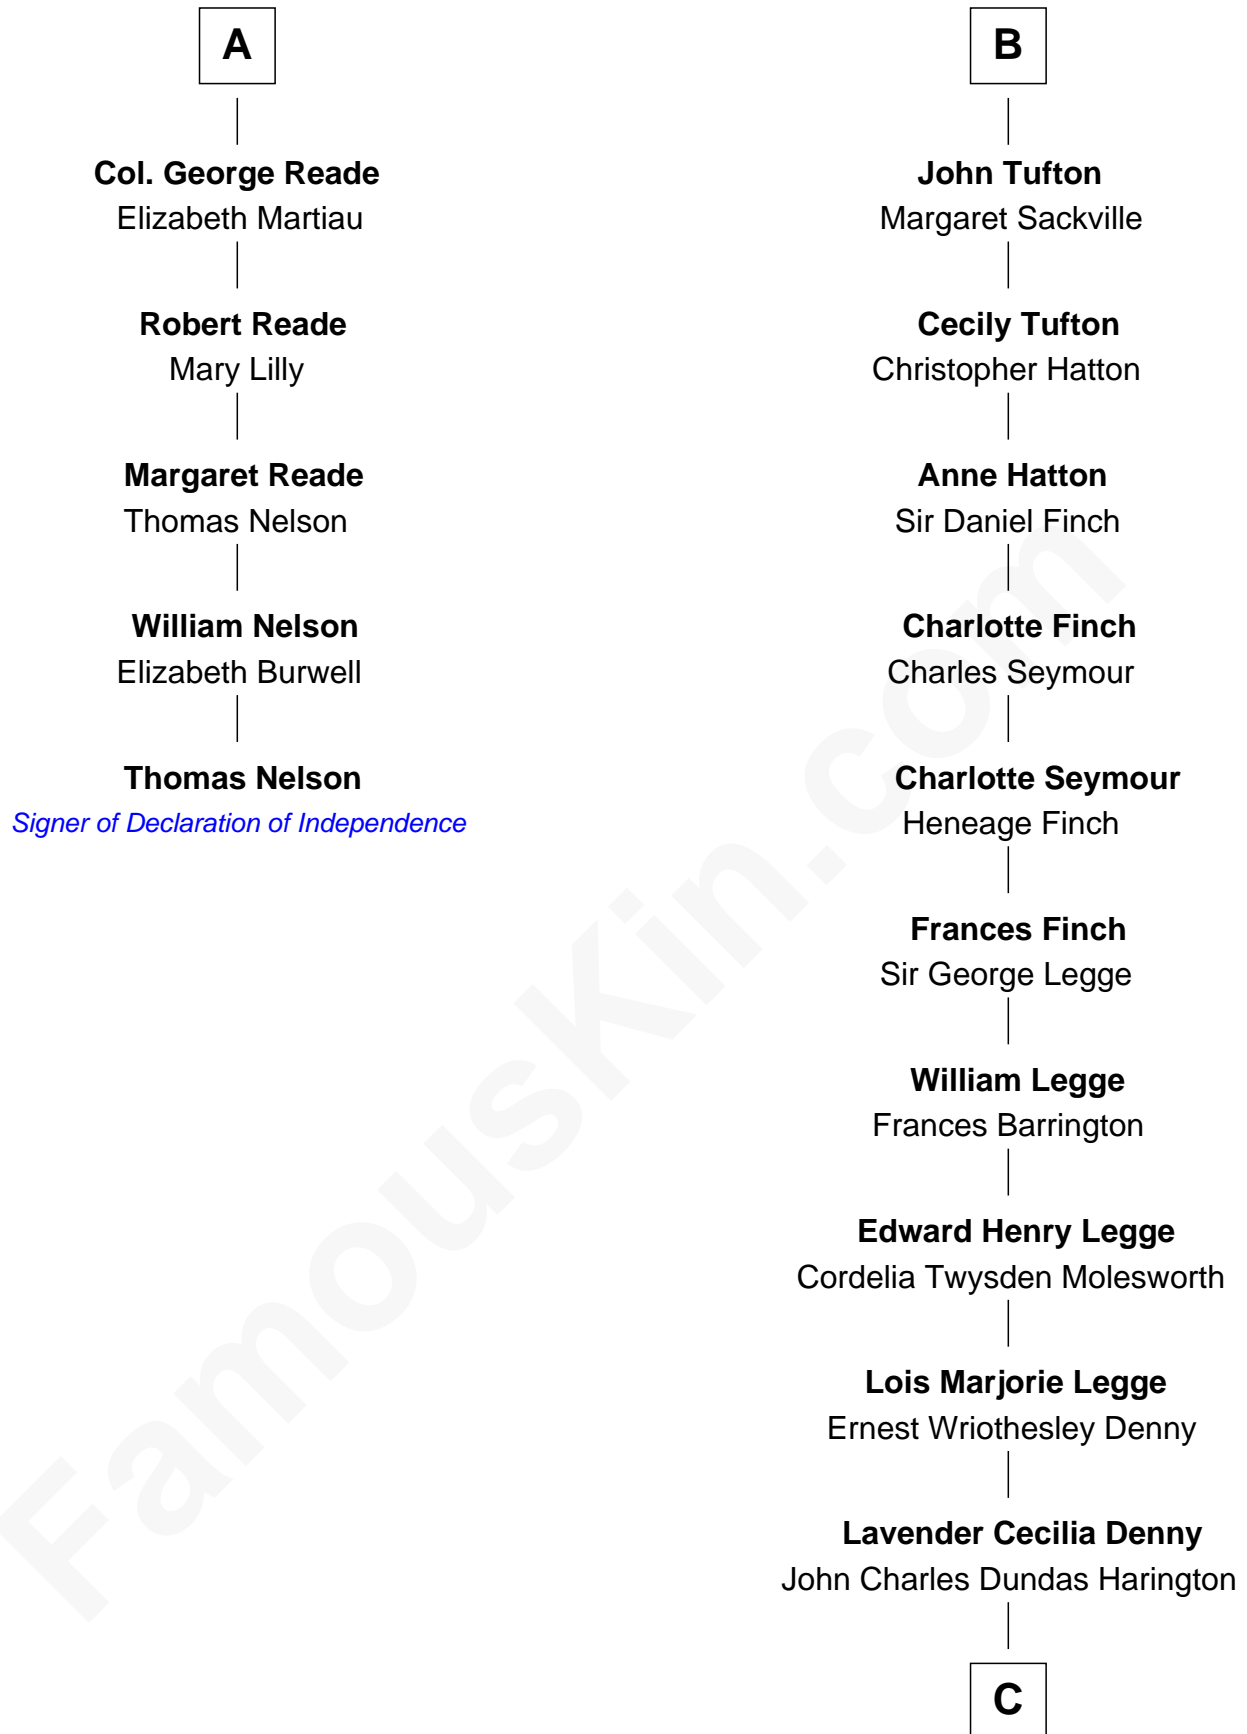 A
Col. George Reade
Elizabeth Martiau
Robert Reade
Mary Lilly
Margaret Reade
Thomas Nelson
William Nelson
Elizabeth Burwell
Thomas Nelson
Signer of Declaration of Independence
B
John Tufton
Margaret Sackville
Cecily Tufton
Christopher Hatton
Anne Hatton
Sir Daniel Finch
Charlotte Finch
Charles Seymour
Charlotte Seymour
Heneage Finch
Frances Finch
Sir George Legge
William Legge
Frances Barrington
Edward Henry Legge
Cordelia Twysden Molesworth
Lois Marjorie Legge
Ernest Wriothesley Denny
Lavender Cecilia Denny
John Charles Dundas Harington
C
FamousKin.com